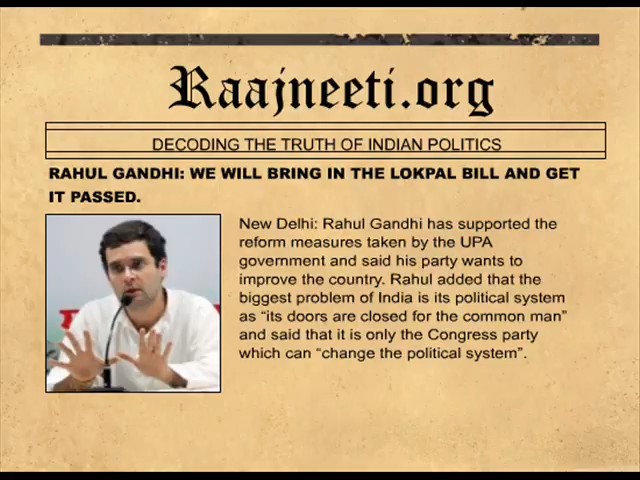 Raajneeti.org
DECODING THE TRUTH OF INDIAN POLITICS
RAHUL GANDHI: WE WILL BRING IN THE LOKPAL BILL AND GET
IT PASSED.
New Delhi: Rahul Gandhi has supported the
reform measures taken by the UPA
government and said his party wants to
improve the country. Rahul added that the
biggest problem of India is its political system
as “its doors are closed for the common man”
and said that it is only the Congress party
which can “change the political system”.